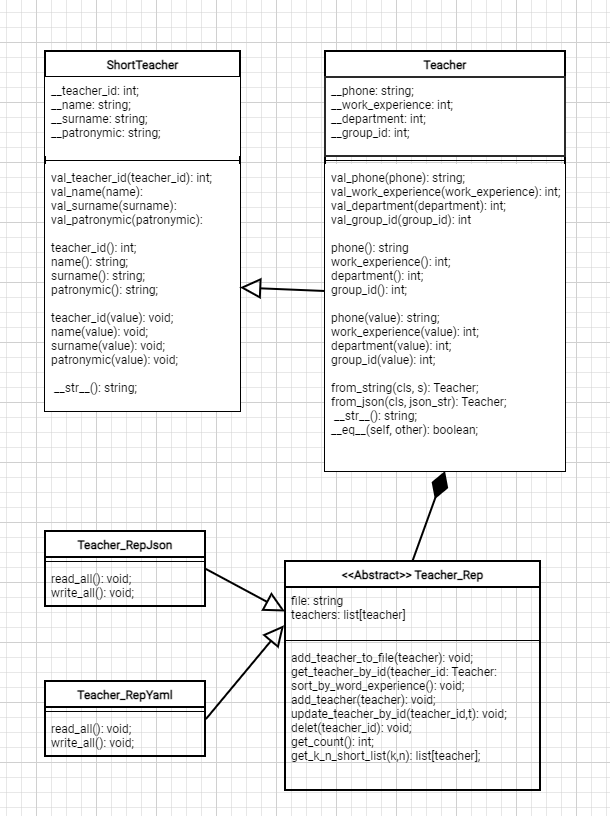 ShortTeacher
__teacher_id: int;
__name: string;
__surname: string;
__patronymic: string;
val_teacher_id(teacher_id): int;
val_name(name):
val_surname(surname):
val_patronymic(patronymic):
teacher_id(): int;
name(): string;
surname(): string;
patronymic(): string;
teacher_id(value): void;
name(value): void;
surname(value): void;
patronymic(value): void;
__str__(): string;
Teacher
__phone: string;
__work_experience: int;
__department: int;
__group_id: int;
val_phone(phone): string;
val_work_experience(work_experience): int;
val_department(department): int;
val_group_id(group_id): int
phone(): string
work_experience(): int;
department(): int;
group_id(): int;
phone(value): string;
work_experience(value): int;
department(value): int;
group_id(value): int;
from_string(cls, s): Teacher;
from_json(cls, json_str): Teacher;
__str__(): string;
__eq__(self, other): boolean;
Teacher_RepJson
read_all(): void;
write_all(): void;
Teacher_RepYaml
read_all(): void;
write_all(): void;
<<Abstract>> Teacher_Rep
file: string
teachers: list[teacher]
add_teacher_to_file(teacher): void;
get_teacher_by_id(teacher_id: Teacher:
sort_by_word_experience(): void;
add_teacher(teacher): void;
update_teacher_by_id(teacher_id,t): void;
delet(teacher_id): void;
get_count(): int;
get_k_n_short_list(k,n): list[teacher];